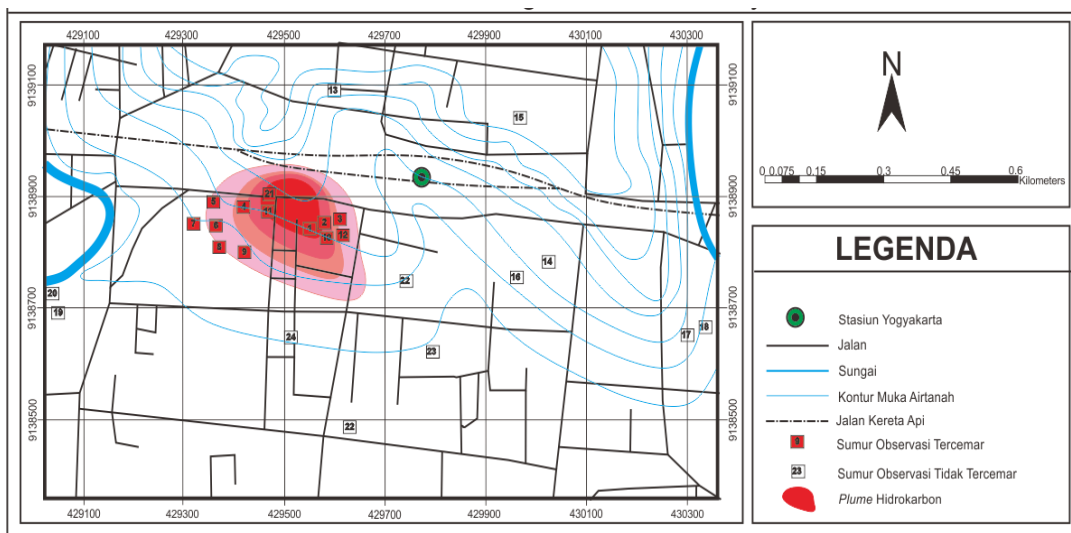 429100 429300 429500 429700 429900 430100 430300
9139100
9138900
9138700
9138500
9139100
9138900
9138700
9138500
13
15
21
5
4
11
7
6
1
2
3
10
12
8
9
14
16
22
20
19
17
18
24
23
22
429100 429300 429500 429700 429900 430100 430300
N
0 0.075 0.15 0.3 0.45 0.6
Kilometers
LEGENDA
Stasiun Yogyakarta
Jalan
Sungai
Kontur Muka Airtanah
Jalan Kereta Api
Sumur Observasi Tercemar
23 Sumur Observasi Tidak Tercemar
Plume Hidrokarbon